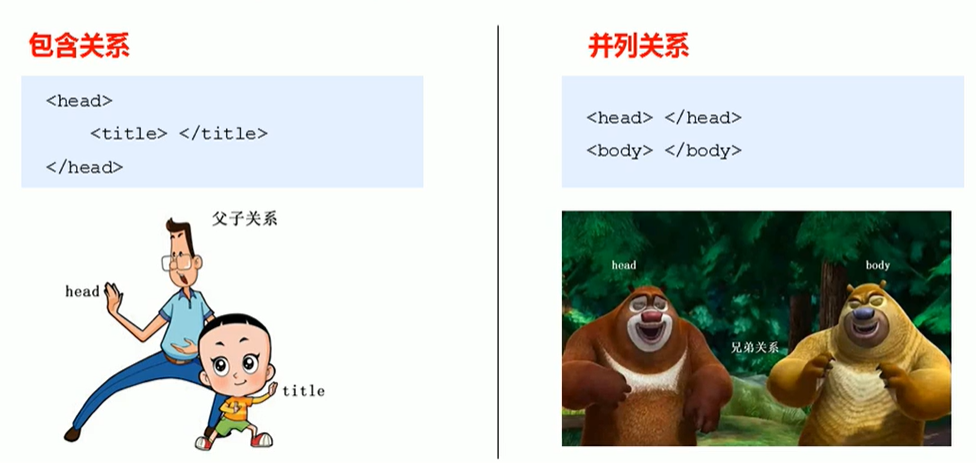 包含关系
<head>
<title> </title>
</head>
父子关系
head
title
并列关系
<head> </head>
<body> </body>
head
body
兄弟关系